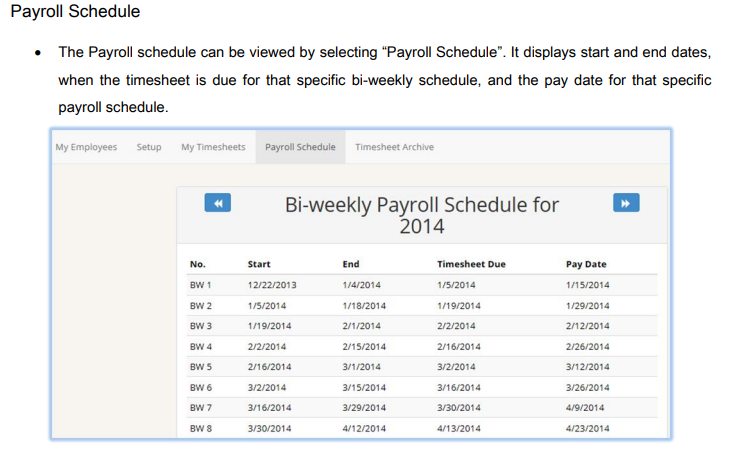 Payroll Schedule
• The Payroll schedule can be viewed by selecting “Payroll Schedule”. It displays start and end dates,
when the timesheet is due for that specific bi-weekly schedule, and the pay date for that specific
payroll schedule.
My Employees Setup My Timesheets Payroll Schedule Timesheet Archive
Bi-weekly Payroll Schedule for
2014
No. Start End Timesheet Due Pay Date
BW 1 12/22/2013 1/4/2014 1/5/2014 1/15/2014
BW 2 1/5/2014 1/18/2014 1/19/2014 1/29/2014
BW 3 1/19/2014 2/1/2014 2/2/2014 2/12/2014
BW 4 2/2/2014 2/15/2014 2/16/2014 2/26/2014
BW 5 2/16/2014 3/1/2014 3/2/2014 3/12/2014
BW 6 3/2/2014 3/15/2014 3/16/2014 3/26/2014
BW 7 3/16/2014 3/29/2014 3/30/2014 4/9/2014
BW 8 3/30/2014 4/12/2014 4/13/2014 4/23/2014